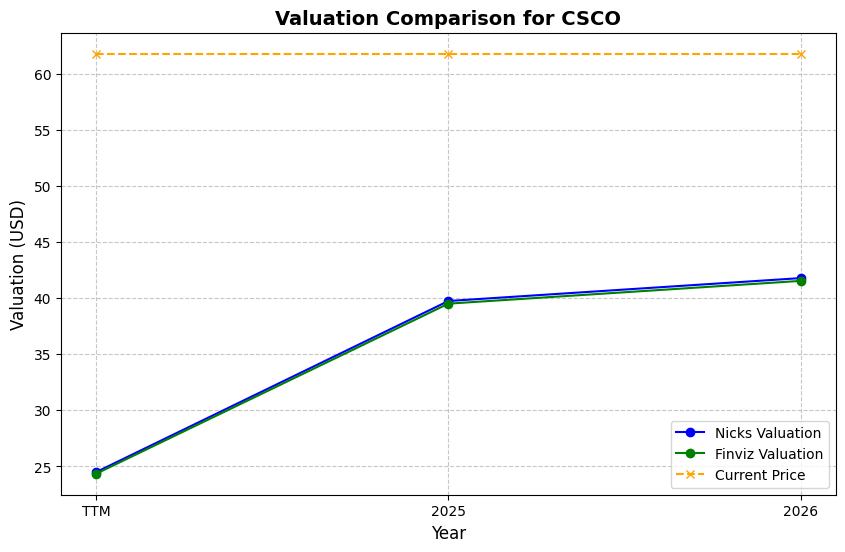 Valuation Comparison for CSCO
Valuation (USD)
60
55
50
45
40
35
30
25
TTM
2025
2026
Year
Nicks Valuation
Finviz Valuation
Current Price